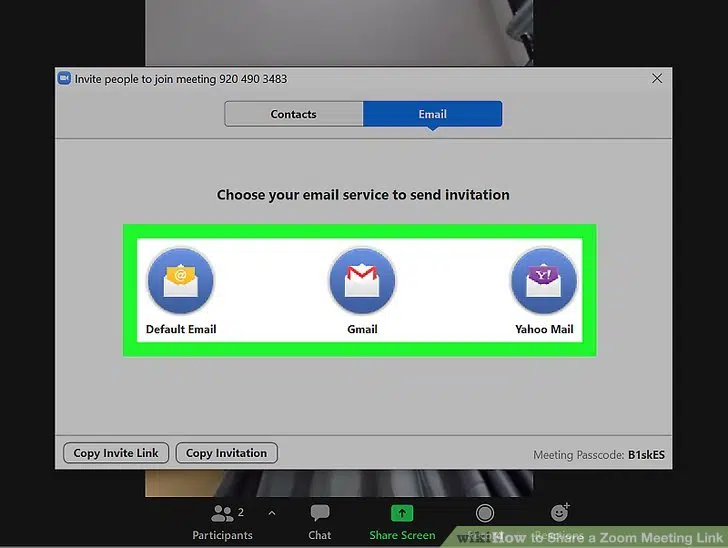 Invite people to join meeting 920 490 3483
Contacts
Email
Choose your email service to send invitation
@
Y!
Default Email
Gmail
Yahoo Mail
Copy Invite Link
Copy Invitation
Meeting Passcode: B1skES
2
Participants
Chat
Share Screen
Reactions
wikiHow to Share a Zoom Meeting Link